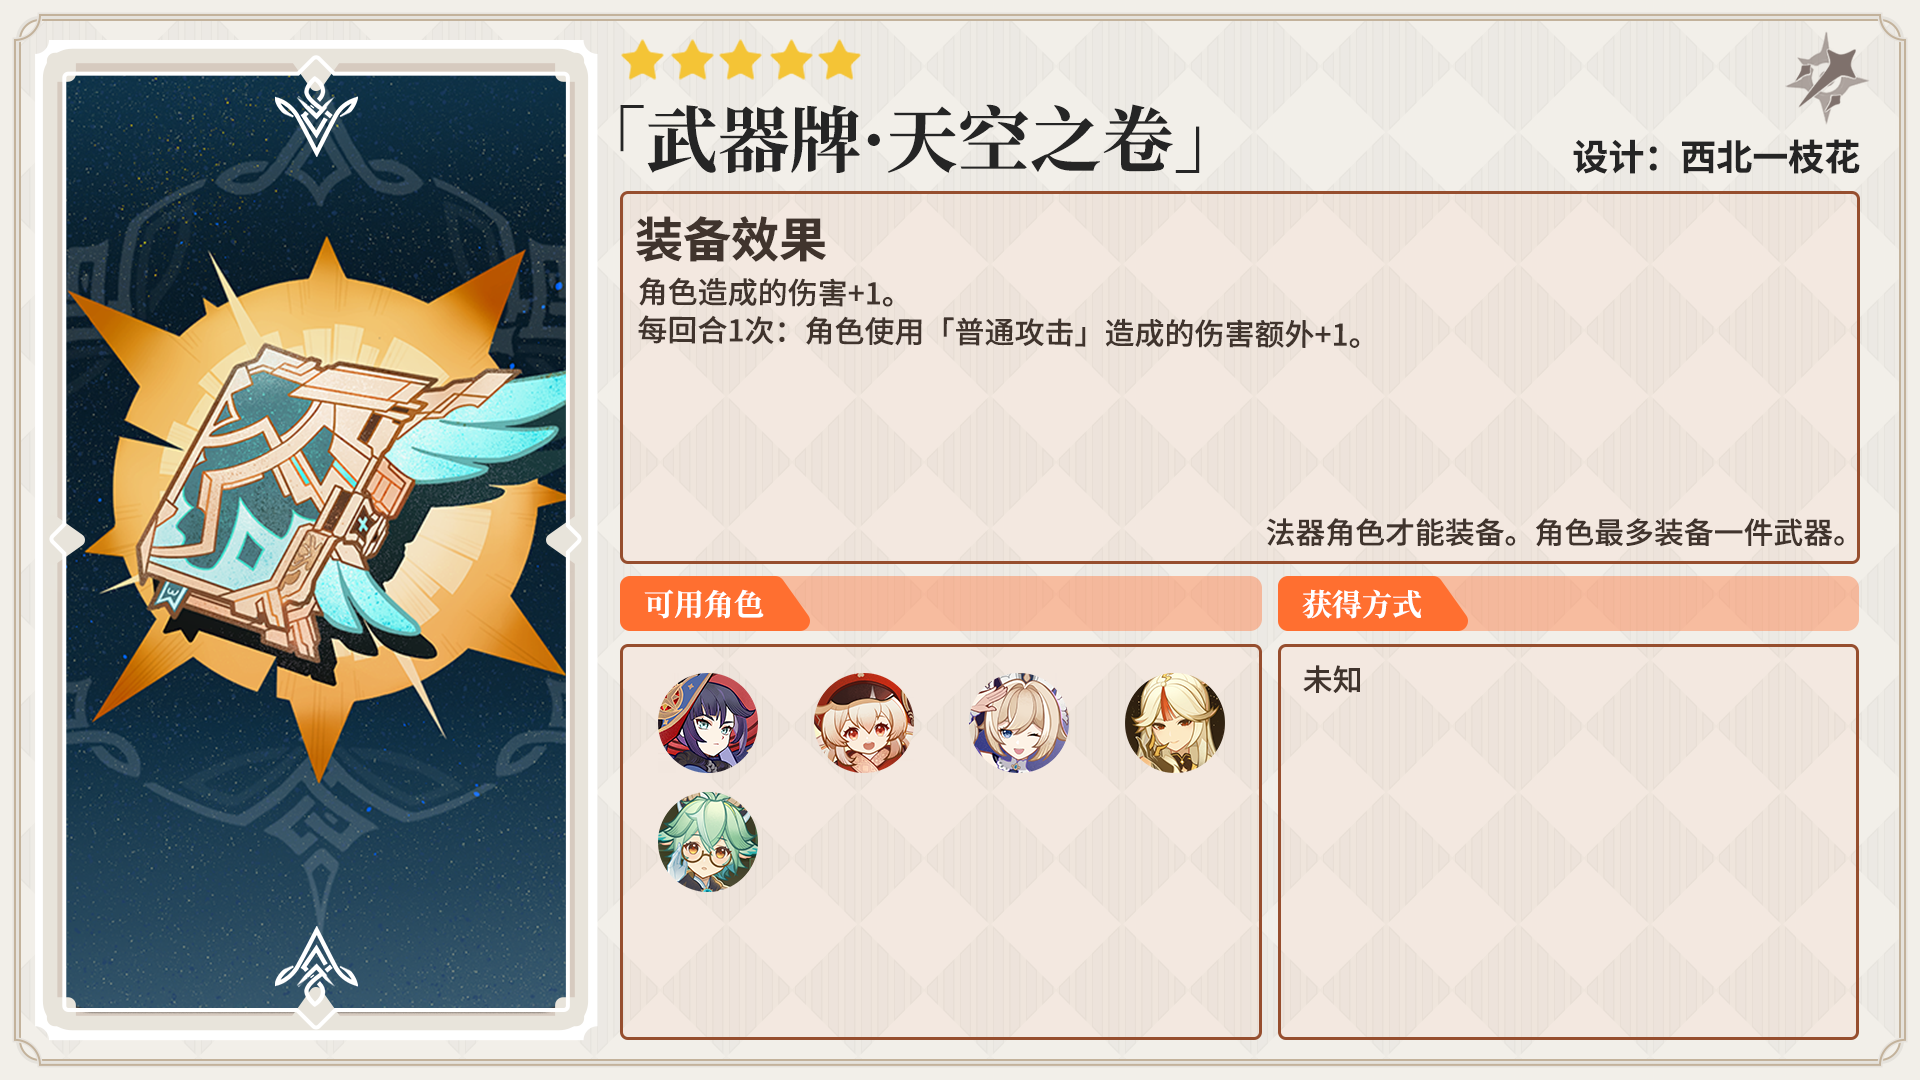 「武器牌·天空之卷」
设计：西北一枝花
装备效果
角色造成的伤害+1。
每回合1次：角色使用「普通攻击」造成的伤害额外+1。
法器角色才能装备。角色最多装备一件武器。
可用角色
获得方式
未知